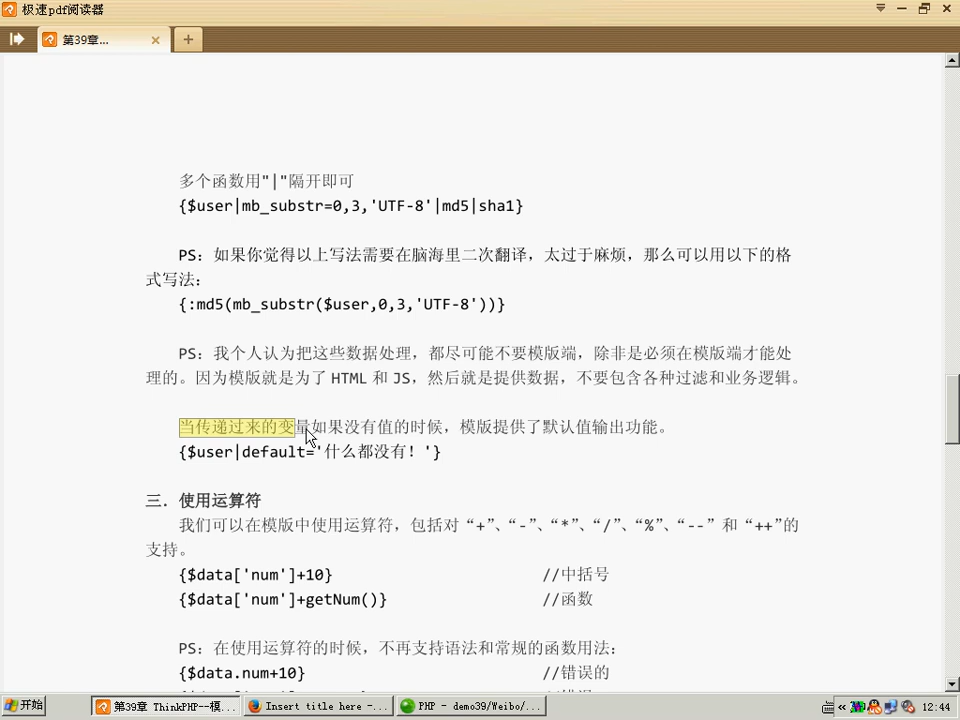 极速pdf阅读器
第39章...
多个函数用"|"隔开即可
{$user|mb_substr=0,3,'UTF-8'|md5|sha1}
PS：如果你觉得以上写法需要在脑海里二次翻译，太过于麻烦，那么可以用以下的格
式写法：
{:md5(mb_substr($user,0,3,'UTF-8'))}
PS：我个人认为把这些数据处理，都尽可能不要模版端，除非是必须在模版端才能处
理的。因为模版就是为了 HTML 和 JS，然后就是提供数据，不要包含各种过滤和业务逻辑。
当传递过来的变量如果没有值的时候，模版提供了默认值输出功能。
{$user|default='什么都没有！'}
三．使用运算符
我们可以在模版中使用运算符，包括对“+”、“-”、“*”、“/”、“%”、“--” 和 “++”的
支持。
{$data['num']+10} //中括号
{$data['num']+getNum()} //函数
PS：在使用运算符的时候，不再支持语法和常规的函数用法：
{$data.num+10} //错误的
开始 第39章 ThinkPHP--模... Insert title here -... PHP - demo39/Weibo/... 12:44